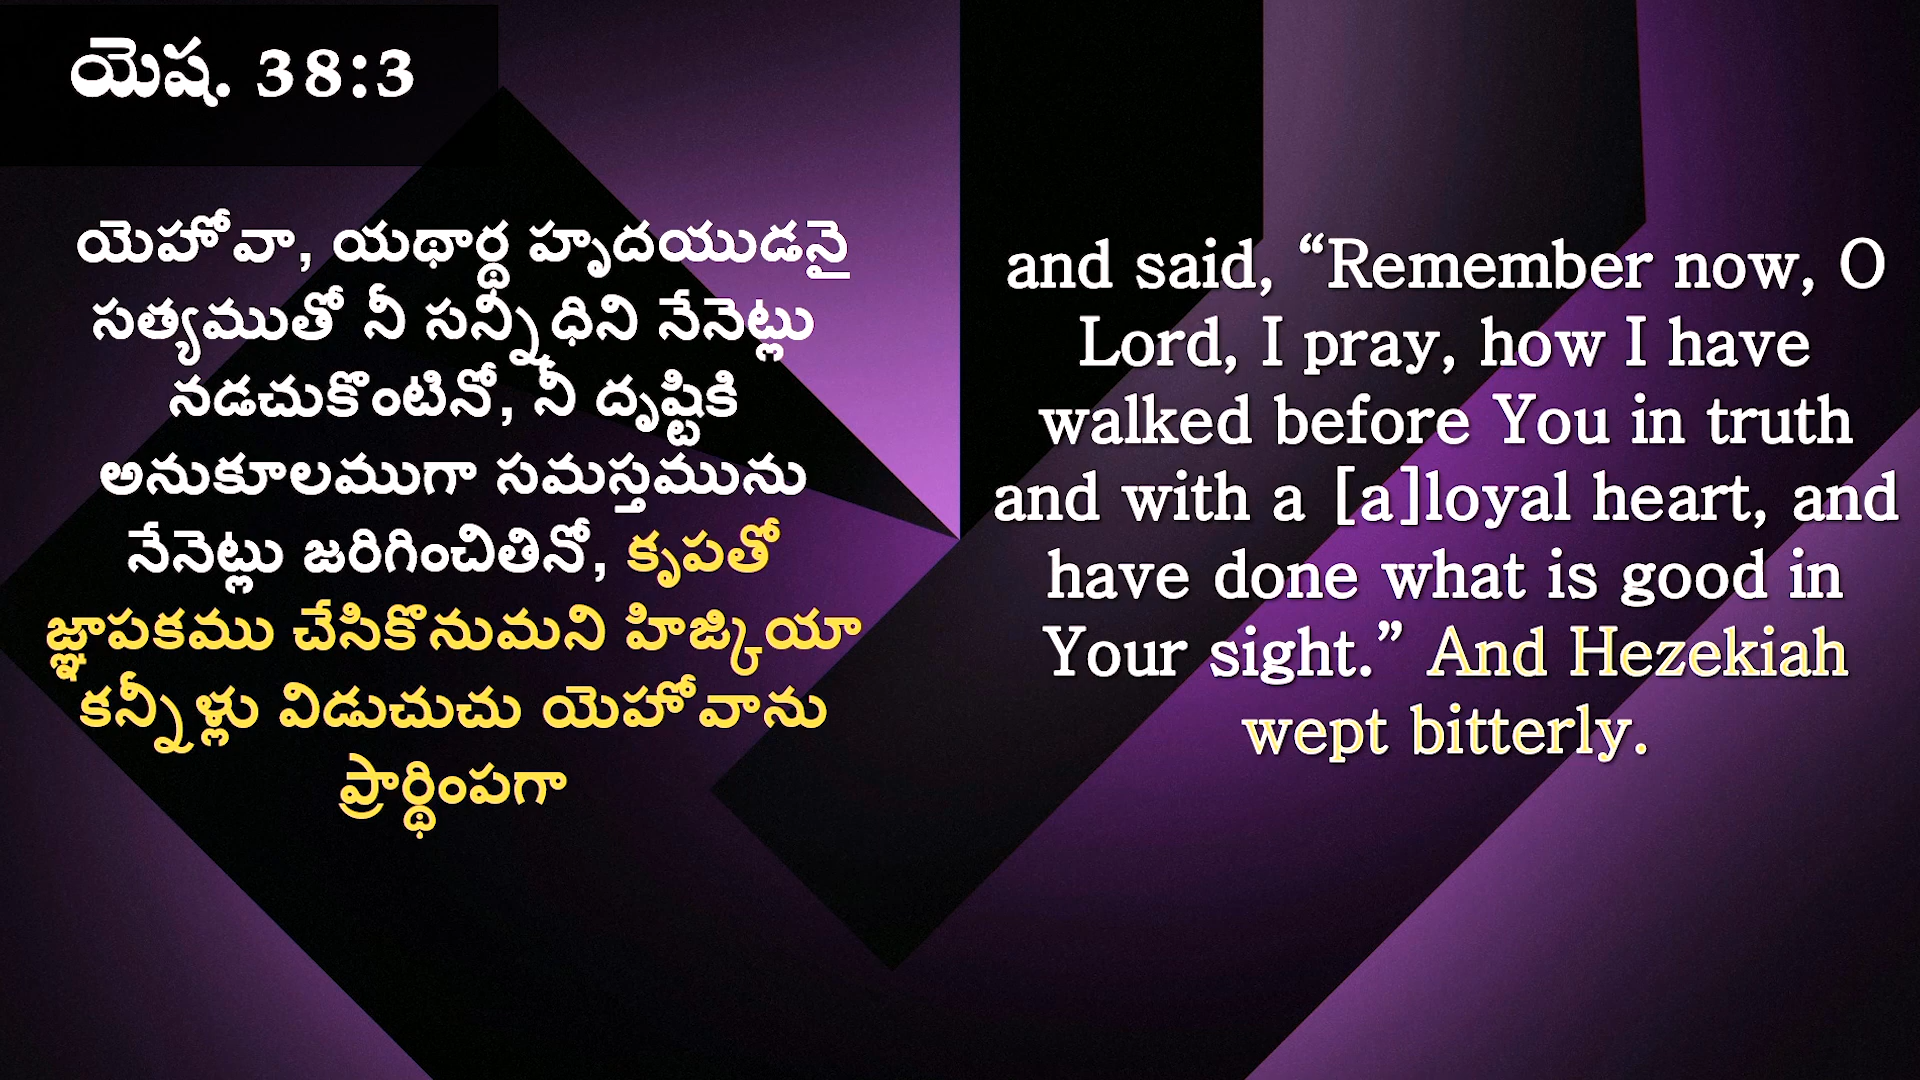 యెష. 38:3
యెహోవా, యథార్థ హృదయుడనై
సత్యముతో నీ సన్నిధిని నేనెట్లు
నడచుకొంటినో, నీ దృష్టికి
అనుకూలముగా సమస్తమును
నేనెట్లు జరిగించితినో, కృపతో
జ్ఞాపకము చేసికొనుమని హిజ్కియా
కన్నీళ్లు విడుచుచు యెహోవాను
ప్రార్థింపగా
and said, “Remember now, O
Lord, I pray, how I have
walked before You in truth
and with a [a]loyal heart, and
have done what is good in
Your sight.” And Hezekiah
wept bitterly.